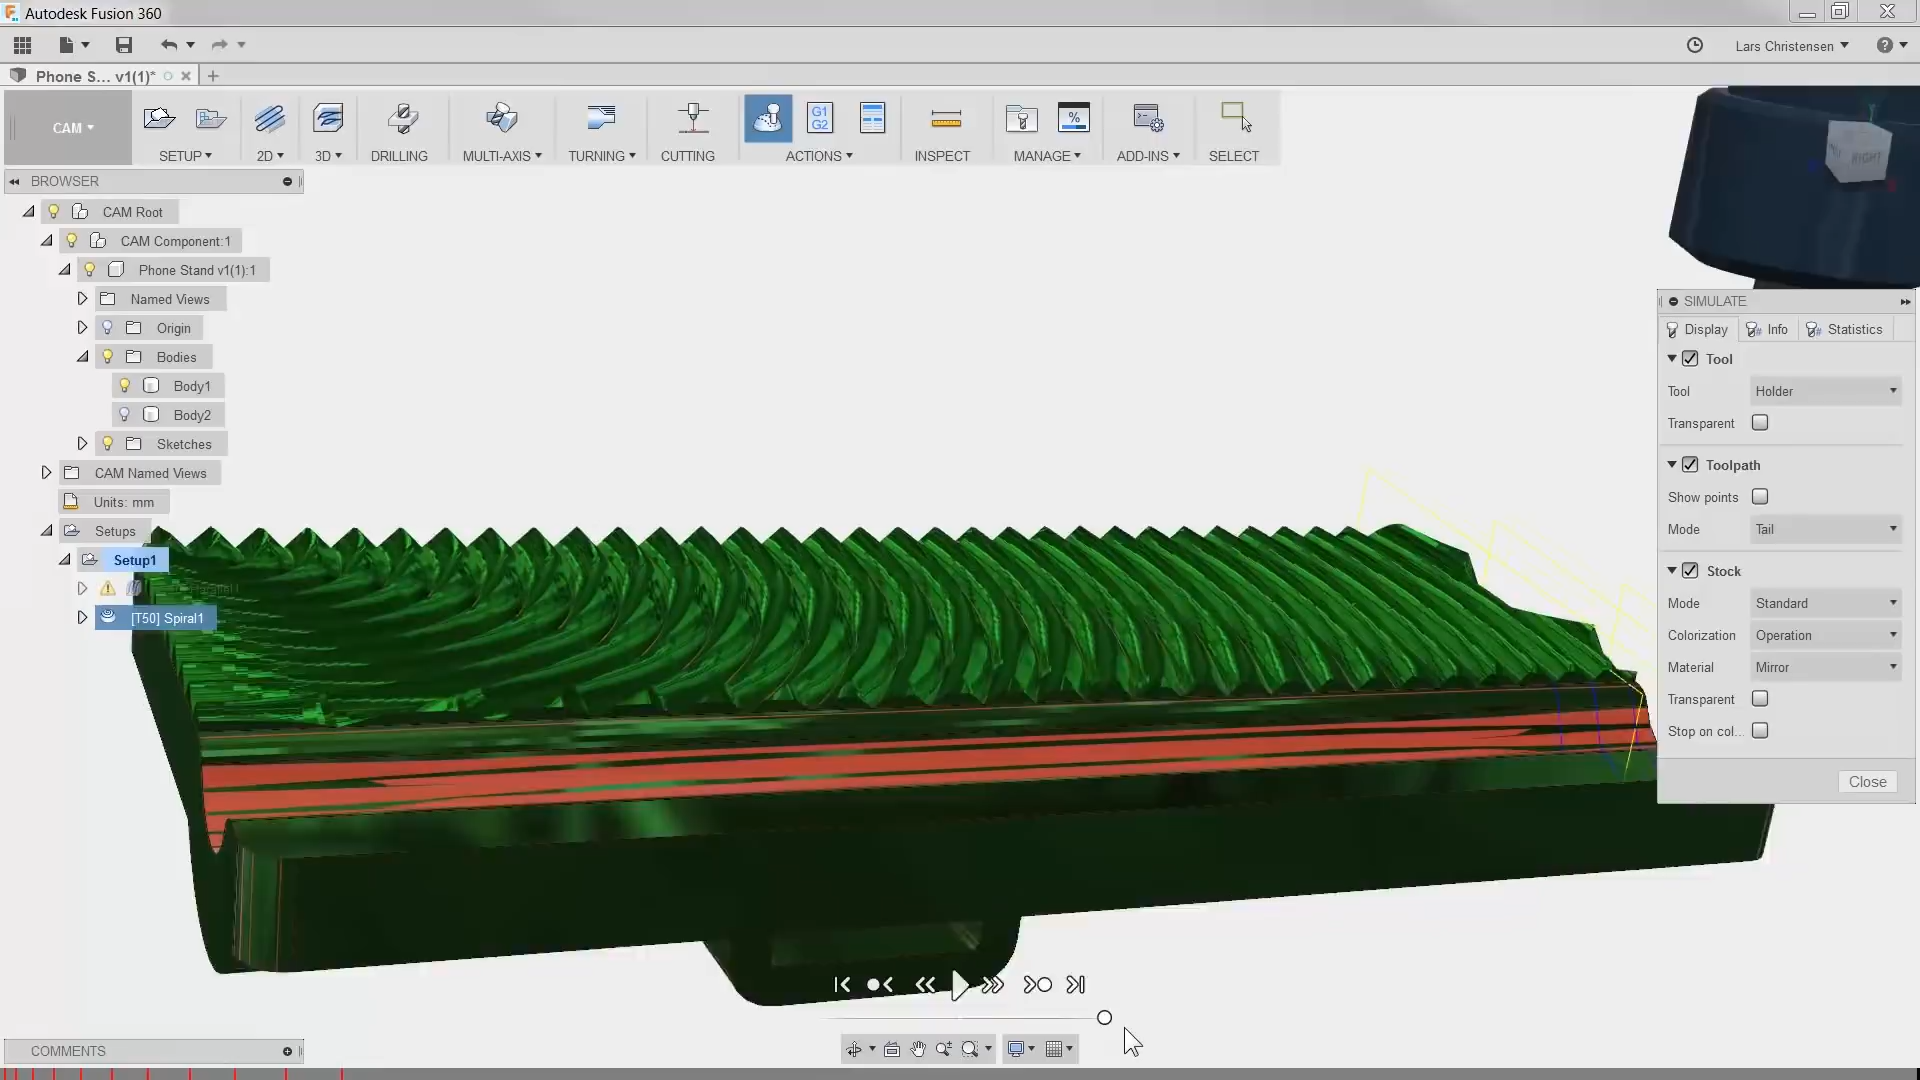 Autodesk Fusion 360
Lars Christensen
Phone S... v1(1)*
CAM
SETUP
2D
3D
DRILLING
MULTI-AXIS
TURNING
CUTTING
G1
G2
ACTIONS
INSPECT
%
MANAGE
ADD-INS
SELECT
RIGHT
BROWSER
CAM Root
CAM Component:1
Phone Stand v1(1):1
Named Views
Origin
Bodies
Body1
Body2
Sketches
CAM Named Views
Units: mm
Setups
Setup1
[T50] Spiral1
SIMULATE
Display
Info
Statistics
Tool
Tool Holder
Transparent
Toolpath
Show points
Mode Tail
Stock
Mode Standard
Colorization Operation
Material Mirror
Transparent
Stop on col...
Close
COMMENTS